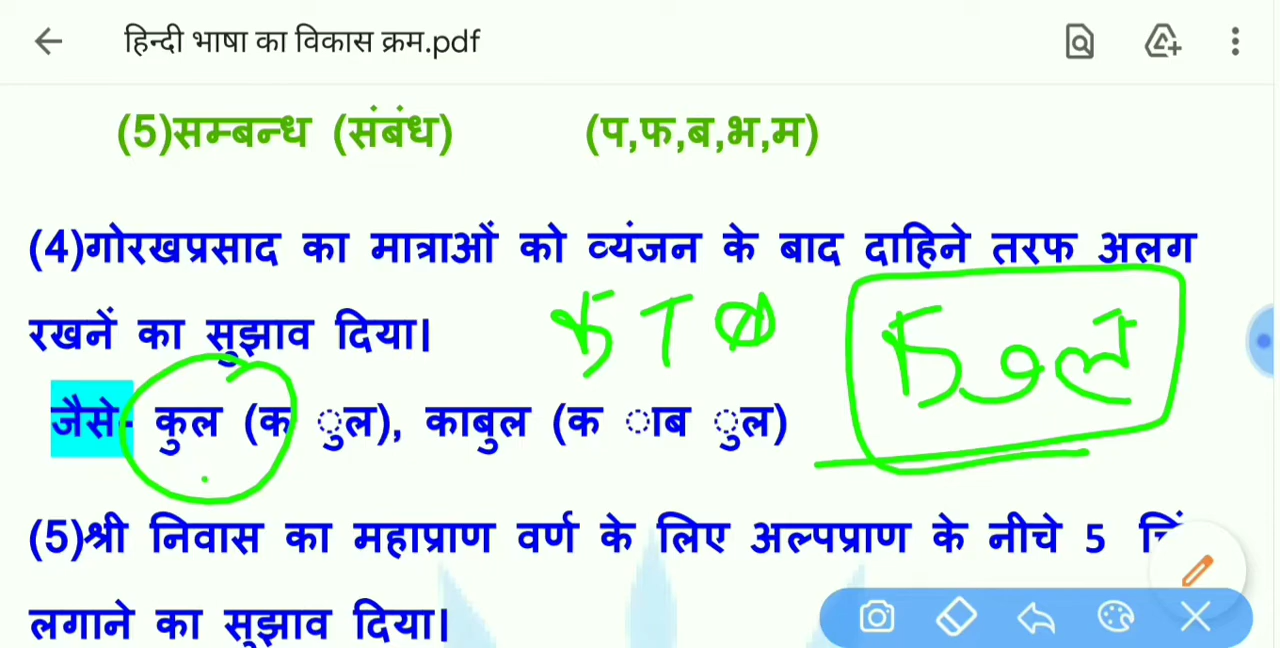 हिन्दी भाषा का विकास क्रम.pdf
(5)सम्बन्ध (संबंध) (प,फ,ब,भ,म)
(4)गोरखप्रसाद का मात्राओं को व्यंजन के बाद दाहिने तरफ अलग
रखनें का सुझाव दिया।
जैसे- कुल (क ुल), काबुल (क ाब ुल)
(5)श्री निवास का महाप्राण वर्ण के लिए अल्पप्राण के नीचे 5
लगाने का सुझाव दिया।